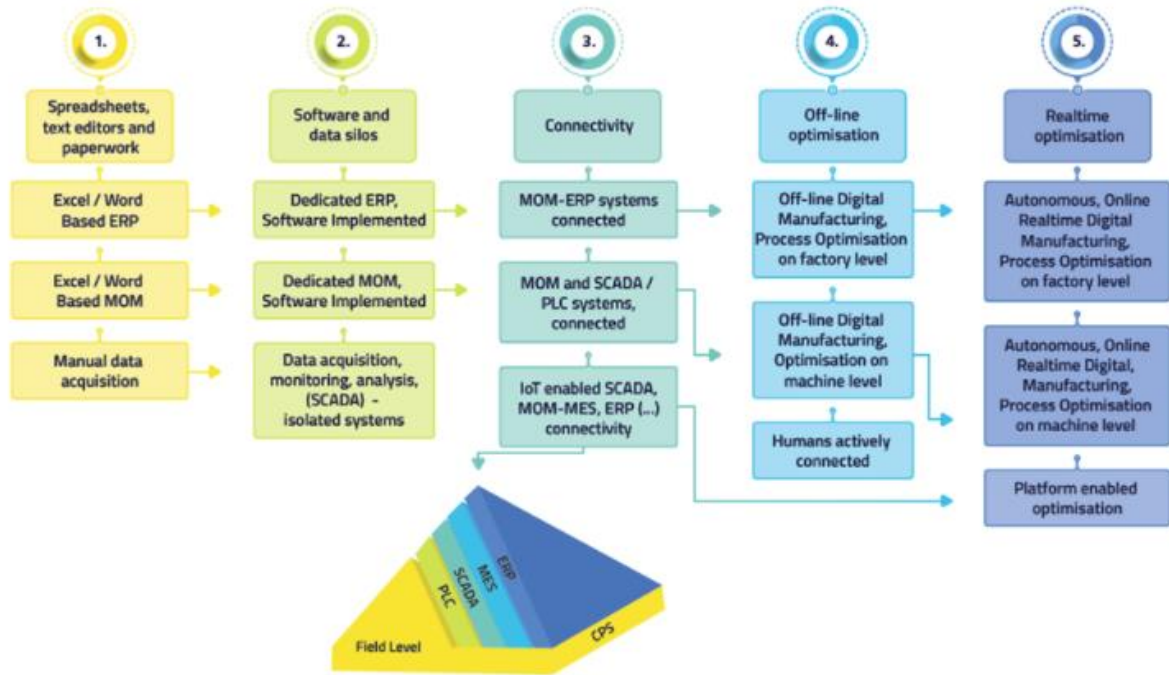 1.
2.
3.
4.
5.
Spreadsheets,
text editors and
paperwork
Software and
data silos
Connectivity
Off-line
optimisation
Realtime
optimisation
Excel / Word
Based ERP
Dedicated ERP,
Software Implemented
MOM-ERP systems
connected
Off-line Digital
Manufacturing,
Process Optimisation
on factory level
Autonomous, Online
Realtime Digital
Manufacturing,
Process Optimisation
on factory level
Excel / Word
Based MOM
Dedicated MOM,
Software Implemented
MOM and SCADA /
PLC systems,
connected
Off-line Digital
Manufacturing,
Optimisation on
machine level
Autonomous, Online
Realtime Digital,
Manufacturing,
Process Optimisation
on machine level
Manual data
acquisition
Data acquisition,
monitoring, analysis,
(SCADA) -
isolated systems
IoT enabled SCADA,
MOM-MES, ERP (...)
connectivity
Humans actively
connected
Platform enabled
optimisation
ERP
MES
SCADA
PLC
Field Level
CPS